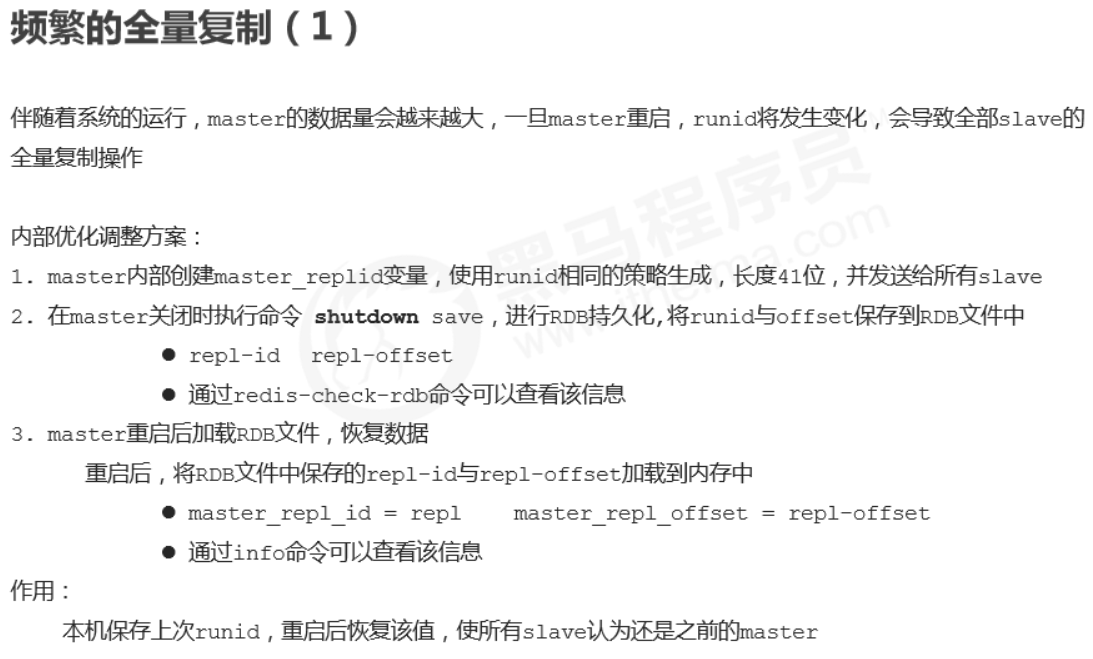 频繁的全量复制（1）
伴随着系统的运行，master的数据量会越来越大，一旦master重启，runid将发生变化，会导致全部slave的
全量复制操作
内部优化调整方案：
1. master内部创建master_replid变量，使用runid相同的策略生成，长度41位，并发送给所有slave
2. 在master关闭时执行命令 shutdown save，进行RDB持久化,将runid与offset保存到RDB文件中
● repl-id repl-offset
● 通过redis-check-rdb命令可以查看该信息
3. master重启后加载RDB文件，恢复数据
重启后，将RDB文件中保存的repl-id与repl-offset加载到内存中
● master_repl_id = repl master_repl_offset = repl-offset
● 通过info命令可以查看该信息
作用：
本机保存上次runid，重启后恢复该值，使所有slave认为还是之前的master
黑马程序员
www.itheima.com